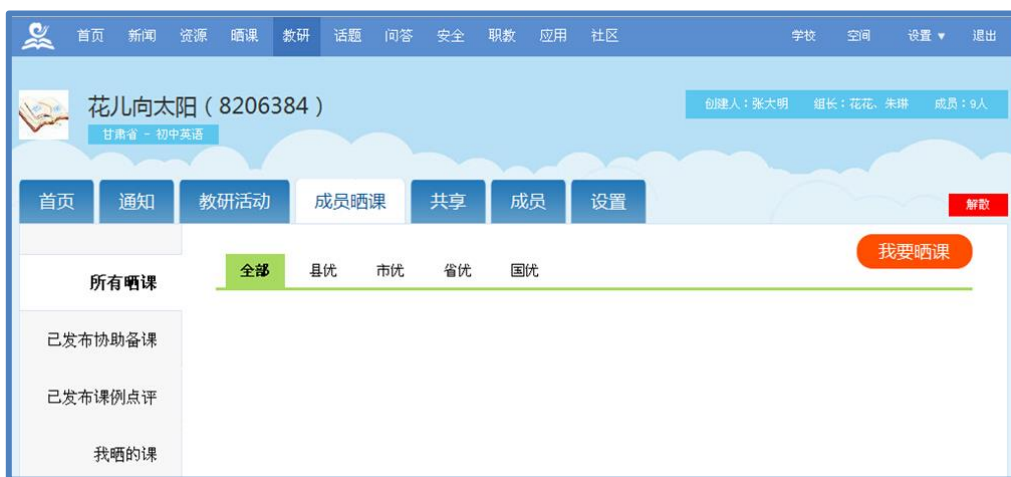 首页 新闻 资源 晒课 教研 话题 问答 安全 职教 应用 社区 学校 空间 设置 ▼ 退出
花儿向太阳（8206384）
创建人：张大明 组长：花花、朱琳 成员：9人
甘肃省 - 初中英语
首页 通知 教研活动 成员晒课 共享 成员 设置 解散
我要晒课
全部 县优 市优 省优 国优
所有晒课
已发布协助备课
已发布课例点评
我晒的课